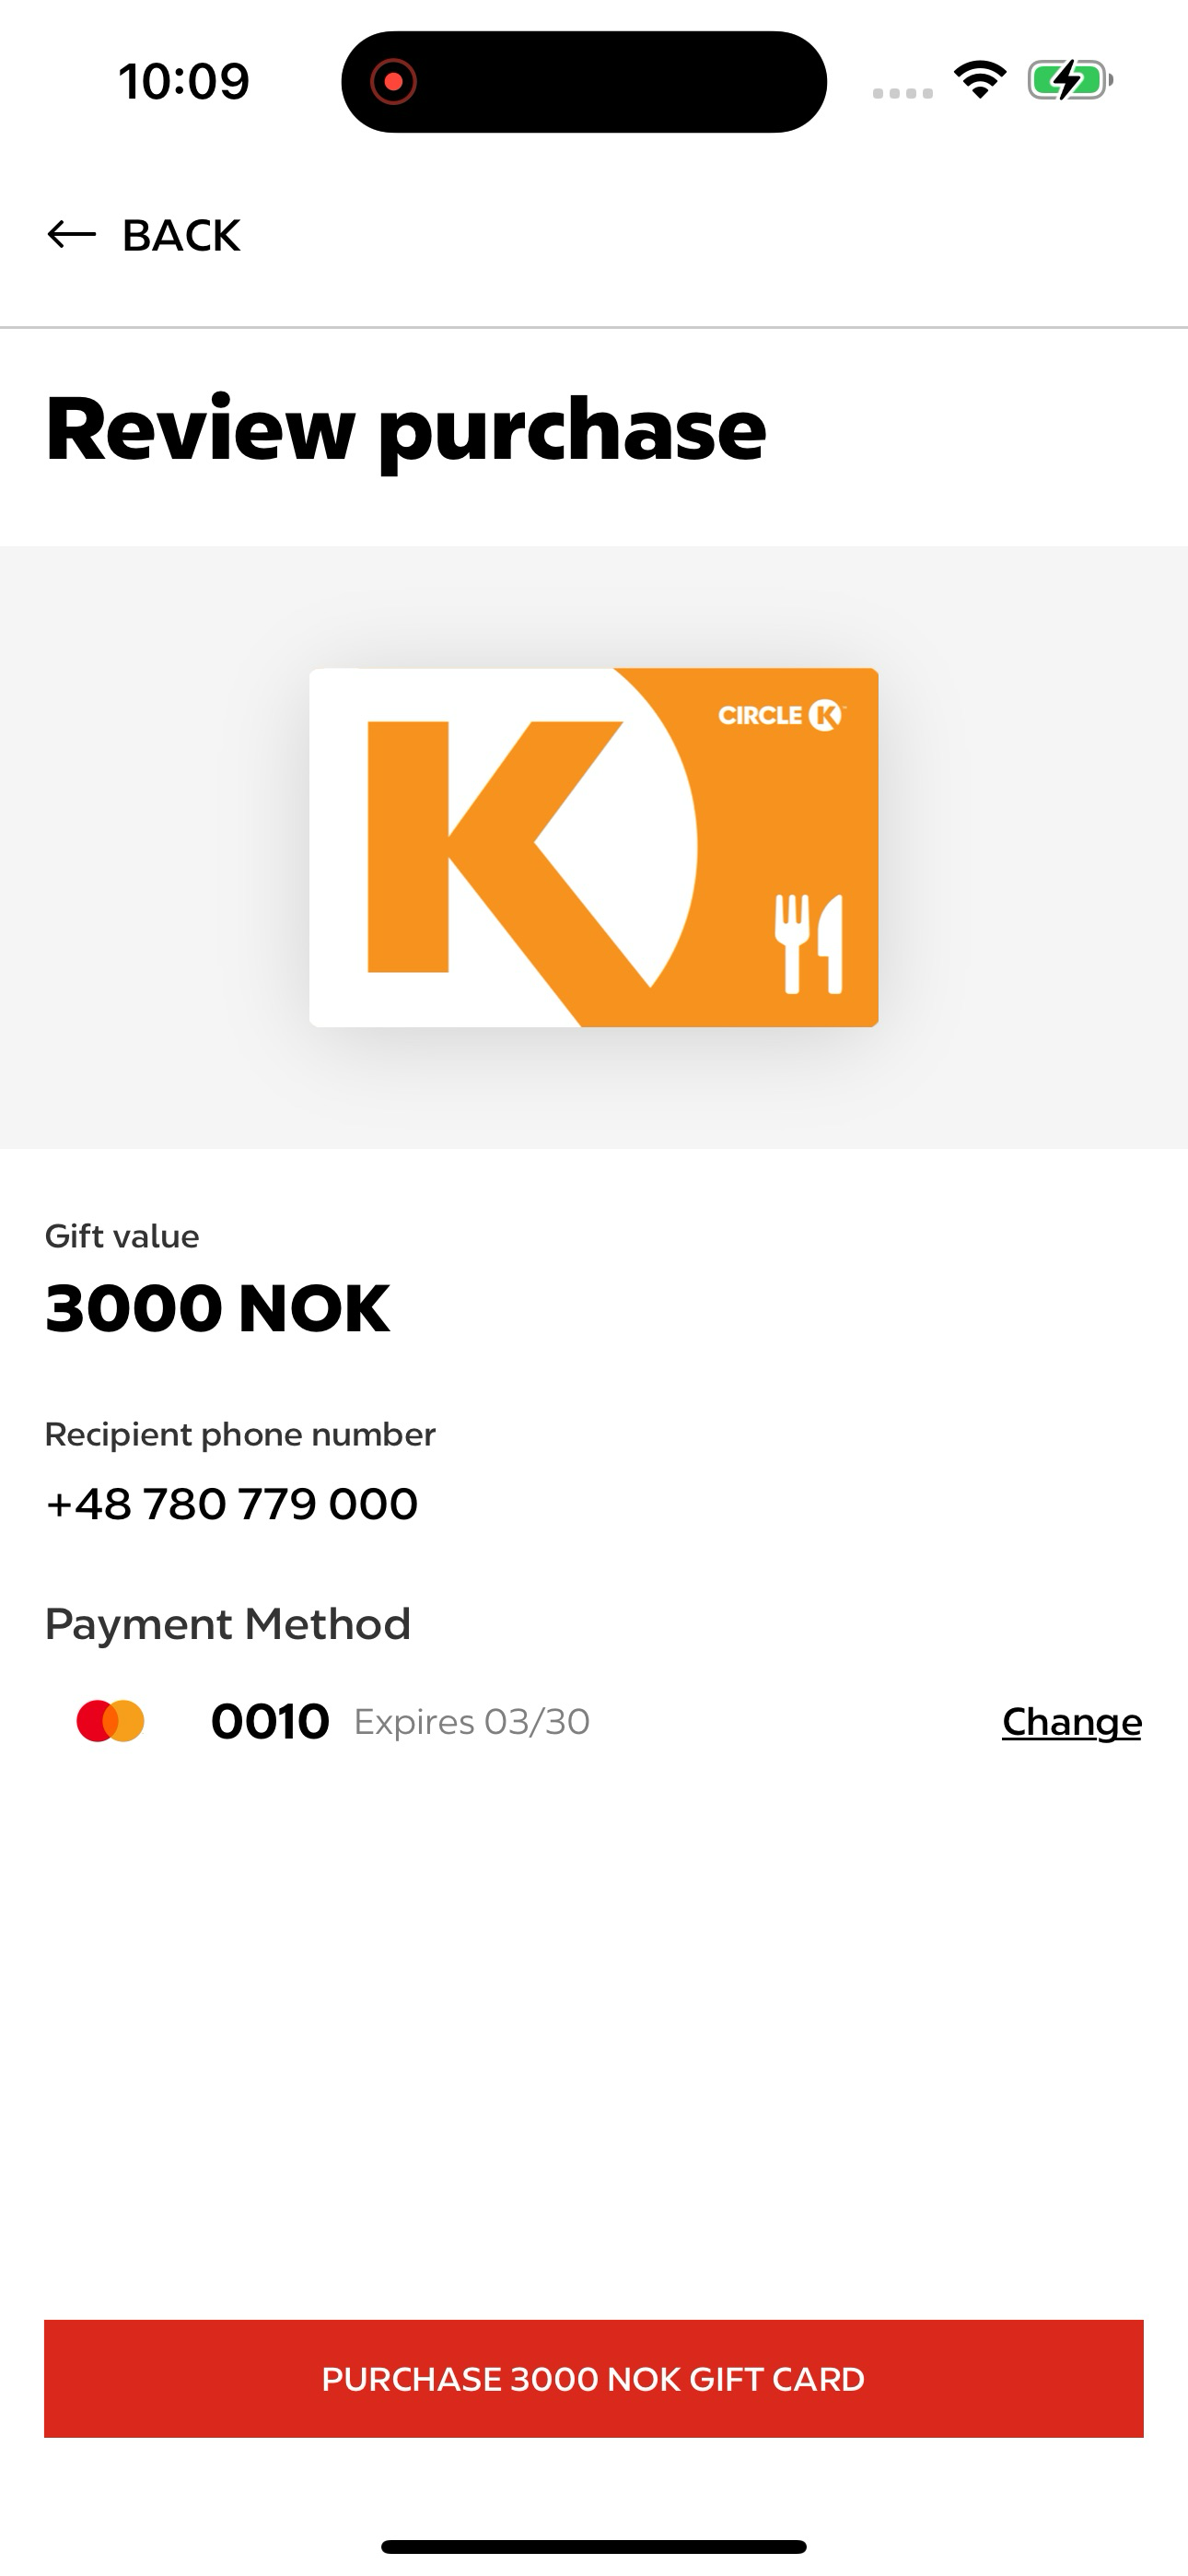 10:09
BACK
Review purchase
CIRCLE K
K
Gift value
3000 NOK
Recipient phone number
+48 780 779 000
Payment Method
0010 Expires 03/30 Change
PURCHASE 3000 NOK GIFT CARD